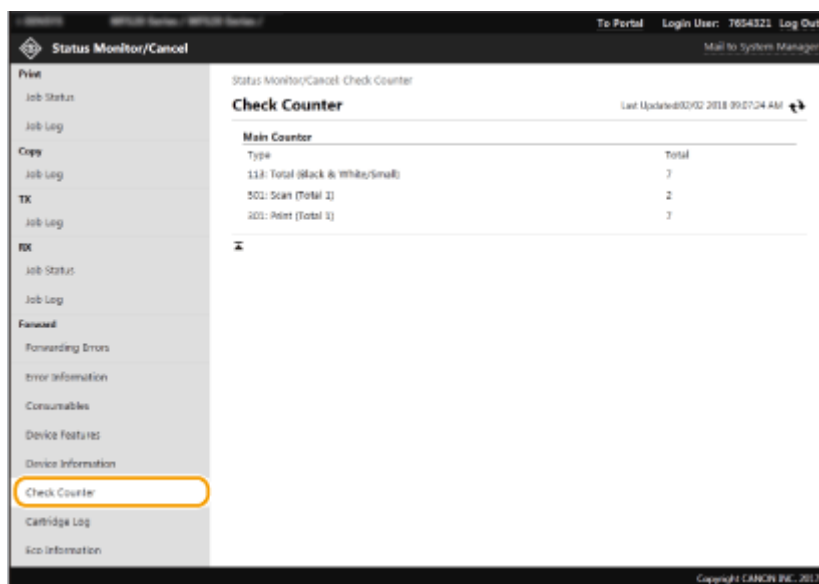 To Portal Login User: 7654321 Log Out
Status Monitor/Cancel
Mail to System Manager
Print
Job Status
Job Log
Copy
Job Log
TX
Job Log
RX
Job Status
Job Log
Forward
Forwarding Errors
Error Information
Consumables
Device Features
Device Information
Check Counter
Cartridge Log
Eco Information
Status Monitor/Cancel: Check Counter
Check Counter
Last Updated:02/02 2018 09:07:24 AM
Main Counter
Type Total
113: Total (Black & White/Small) 7
501: Scan (Total 1) 2
301: Print (Total 1) 7
Copyright CANON INC. 2017